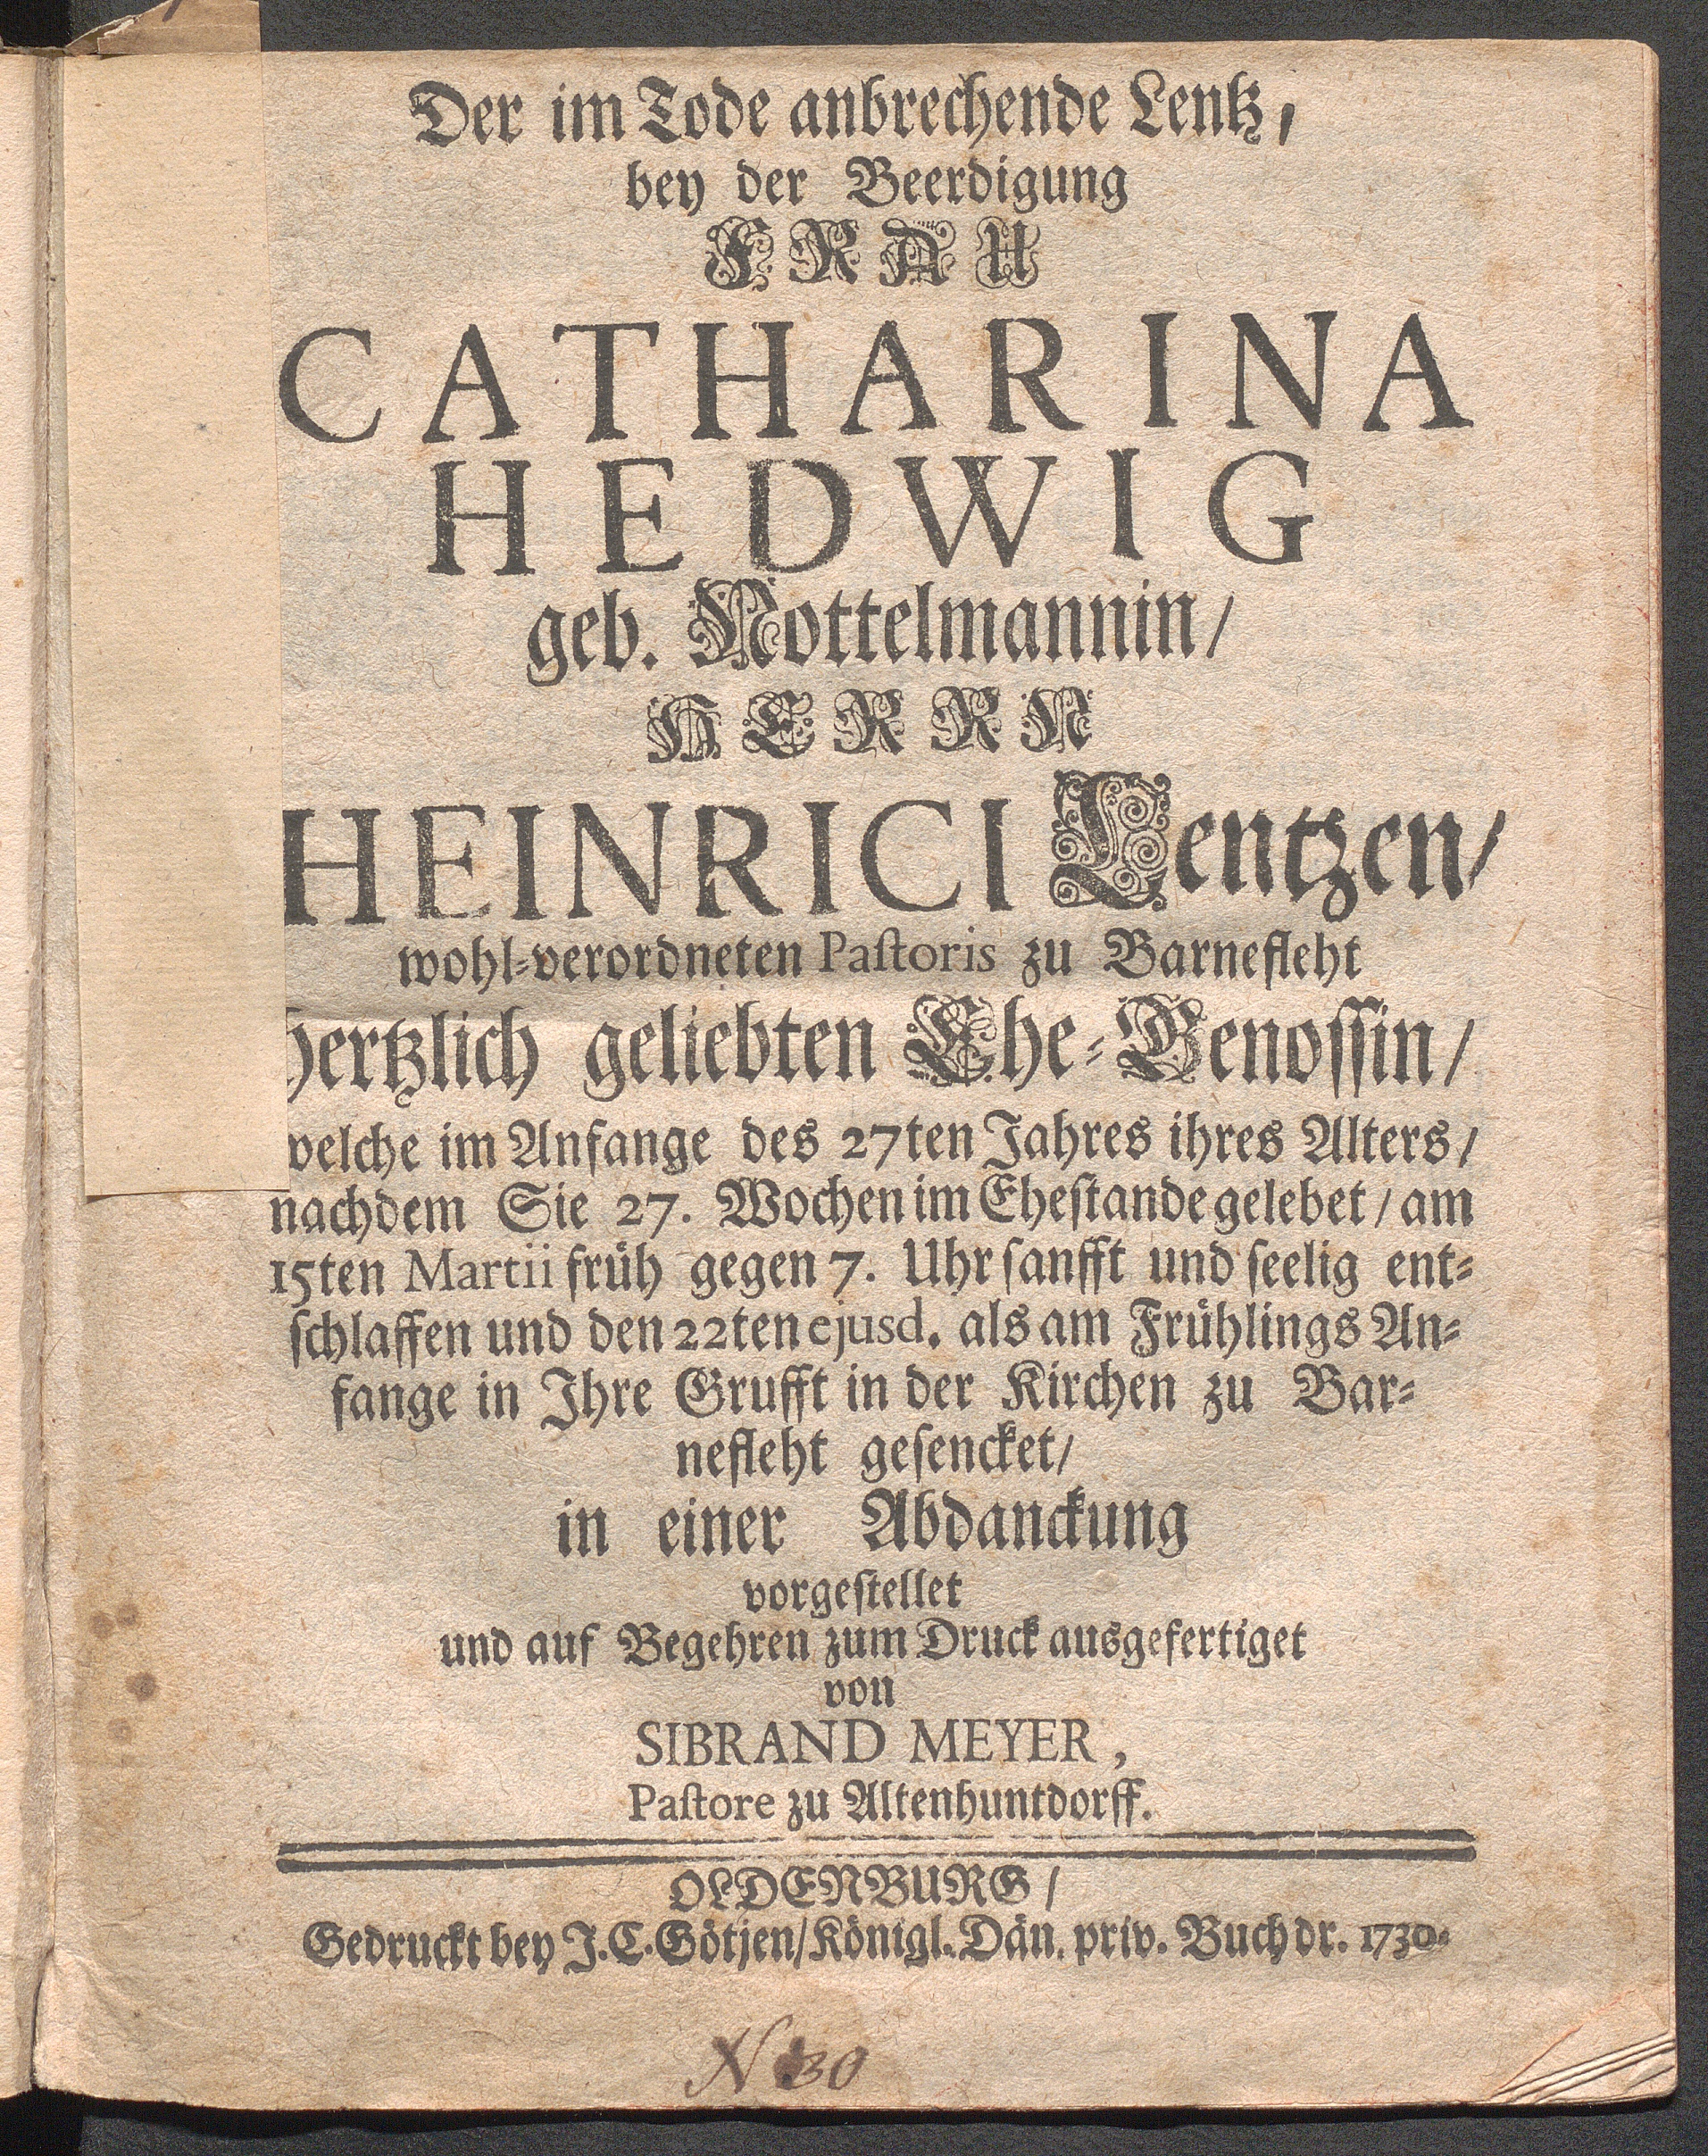 Der im Tode anbrechende Lentz,
bey der Beerdigung
FRAU
CATHARINA
HEDWIG
geb. Nottelmannin/
HERRN
HEINRICI Lentzen/
wohl-verordneten Paſtoris zu Barnefleht
hertzlich geliebten Ehe-Genoſſin/
welche im Anfange des 27ten Jahres ihres Alters/
nachdem Sie 27. Wochen im Eheſtande gelebet/ am
15ten Martii früh gegen 7. Uhr ſanfft und ſeelig ent-
ſchlaffen und den 22ten ejusd. als am Frühlings An-
fange in Ihre Grufft in der Kirchen zu Bar-
nefleht geſencket/
in einer Abdanckung
vorgeſtellet
und auf Begehren zum Druck ausgefertiget
von
SIBRAND MEYER,
Paſtore zu Altenhuntdorff.
OLDENBURG/
Gedruckt bey J. C. Götjen/ Königl. Dän. priv. Buchdr. 1730.
N 30